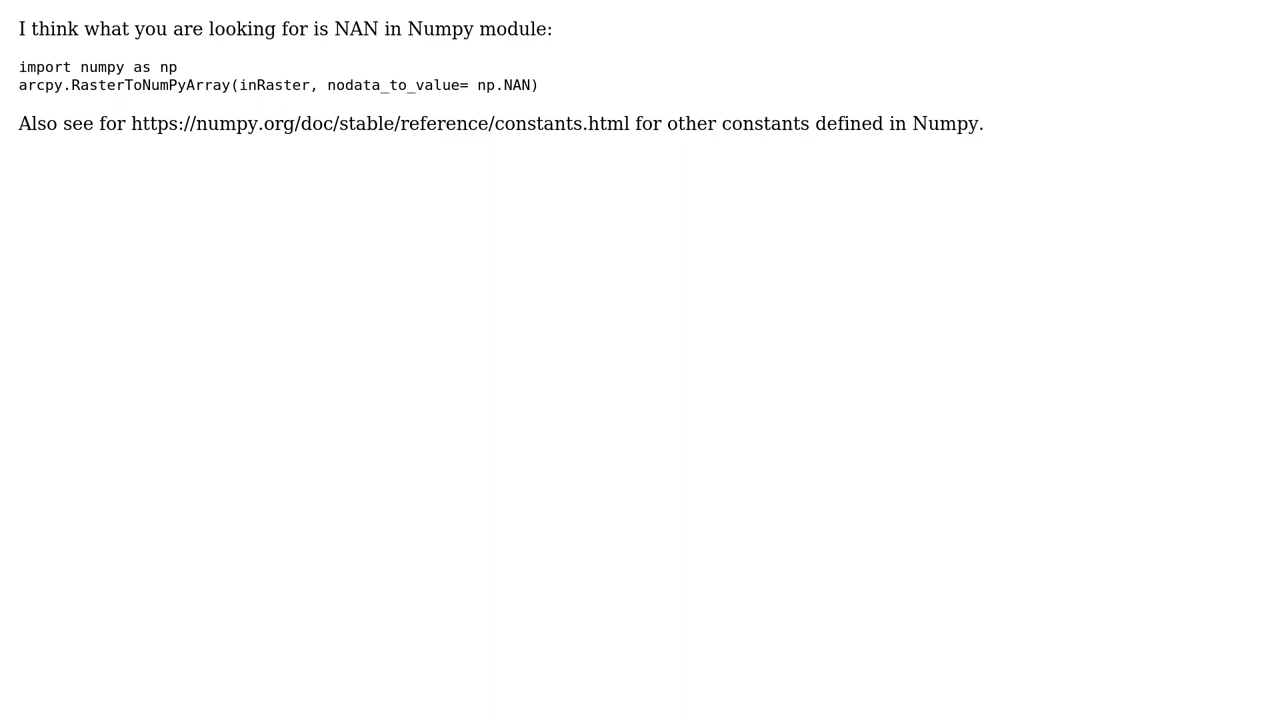 I think what you are looking for is NAN in Numpy module:
import numpy as np
arcpy.RasterToNumPyArray(inRaster, nodata_to_value= np.NAN)
Also see for https://numpy.org/doc/stable/reference/constants.html for other constants defined in Numpy.